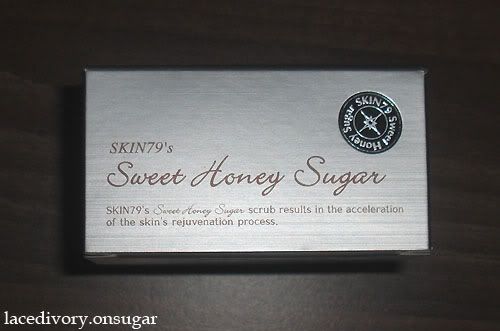 SKIN79 Sweet Honey Sugar
SKIN79's
Sweet Honey Sugar
SKIN79's Sweet Honey Sugar scrub results in the acceleration
of the skin's rejuvenation process.
lacedivory.onsugar